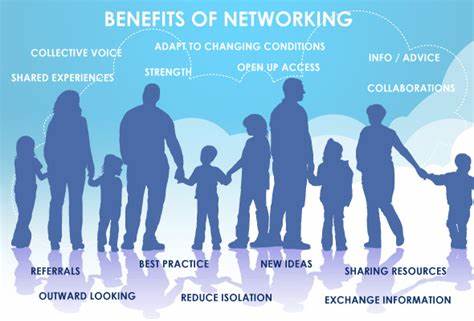 BENEFITS OF NETWORKING
COLLECTIVE VOICE
ADAPT TO CHANGING CONDITIONS
INFO / ADVICE
SHARED EXPERIENCES
STRENGTH
OPEN UP ACCESS
COLLABORATIONS
REFERRALS
BEST PRACTICE
NEW IDEAS
SHARING RESOURCES
OUTWARD LOOKING
REDUCE ISOLATION
EXCHANGE INFORMATION